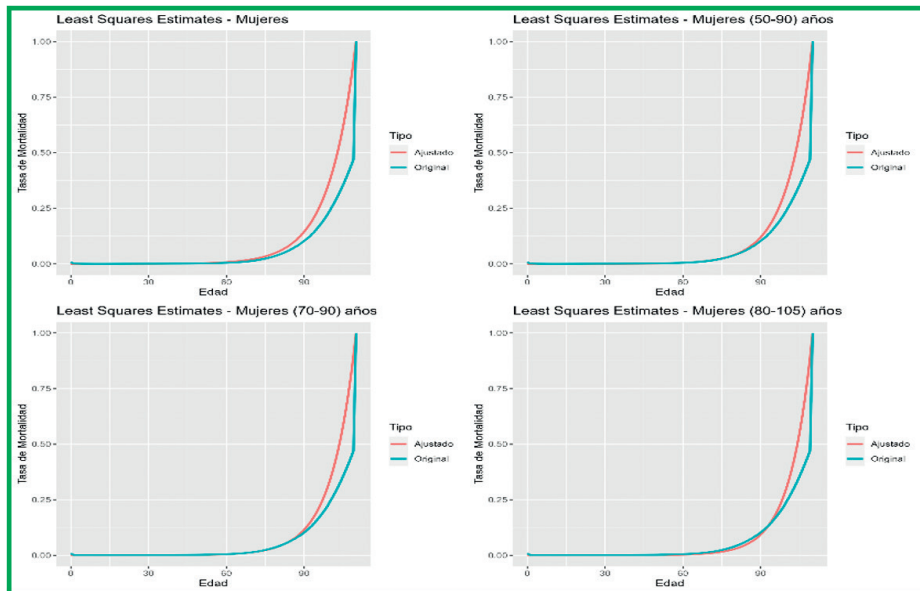 Least Squares Estimates - Mujeres
1.00
0.75
0.50
0.25
0.00
Tasa de Mortalidad
0
30
60
90
Edad
Tipo
Ajustado
Original
Least Squares Estimates - Mujeres (50-90) años
1.00
0.75
0.50
0.25
0.00
Tasa de Mortalidad
0
30
60
90
Edad
Tipo
Ajustado
Original
Least Squares Estimates - Mujeres (70-90) años
1.00
0.75
0.50
0.25
0.00
Tasa de Mortalidad
0
30
60
90
Edad
Tipo
Ajustado
Original
Least Squares Estimates - Mujeres (80-105) años
1.00
0.75
0.50
0.25
0.00
Tasa de Mortalidad
0
30
60
90
Edad
Tipo
Ajustado
Original